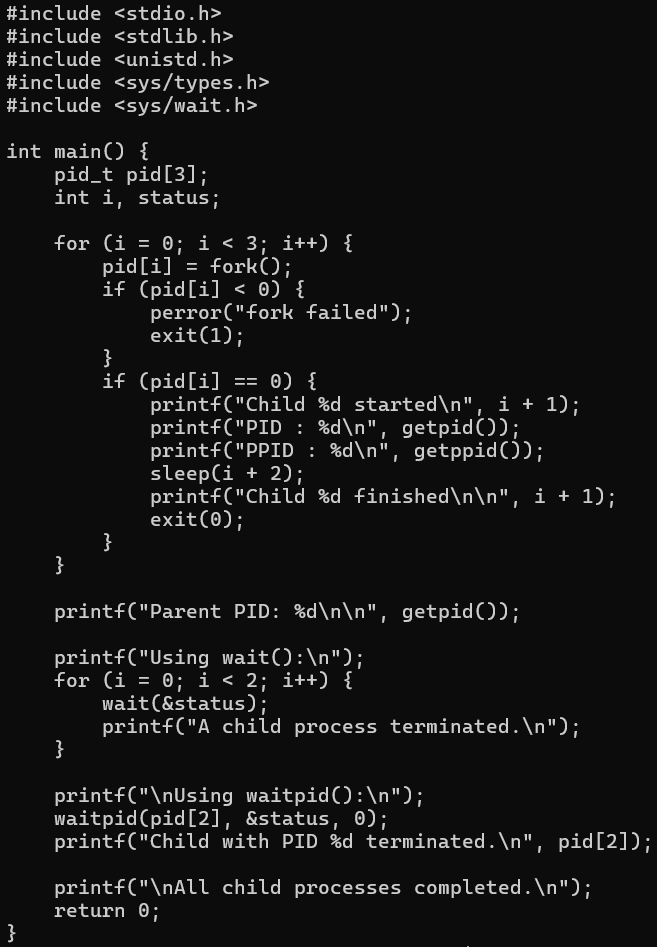 #include <stdio.h>
#include <stdlib.h>
#include <unistd.h>
#include <sys/types.h>
#include <sys/wait.h>

int main() {
    pid_t pid[3];
    int i, status;

    for (i = 0; i < 3; i++) {
        pid[i] = fork();
        if (pid[i] < 0) {
            perror("fork failed");
            exit(1);
        }
        if (pid[i] == 0) {
            printf("Child %d started\n", i + 1);
            printf("PID : %d\n", getpid());
            printf("PPID : %d\n", getppid());
            sleep(i + 2);
            printf("Child %d finished\n\n", i + 1);
            exit(0);
        }
    }

    printf("Parent PID: %d\n\n", getpid());

    printf("Using wait():\n");
    for (i = 0; i < 2; i++) {
        wait(&status);
        printf("A child process terminated.\n");
    }

    printf("\nUsing waitpid():\n");
    waitpid(pid[2], &status, 0);
    printf("Child with PID %d terminated.\n", pid[2]);

    printf("\nAll child processes completed.\n");
    return 0;
}